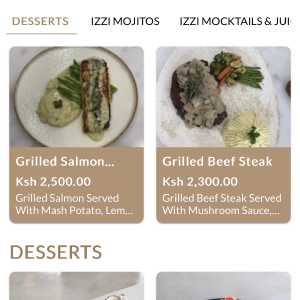 DESSERTS IZZI MOJITOS IZZI MOCKTAILS & JUI
Grilled Salmon...
Ksh 2,500.00
Grilled Salmon Served
With Mash Potato, Lem...
Grilled Beef Steak
Ksh 2,300.00
Grilled Beef Steak Served
With Mushroom Sauce,...
DESSERTS